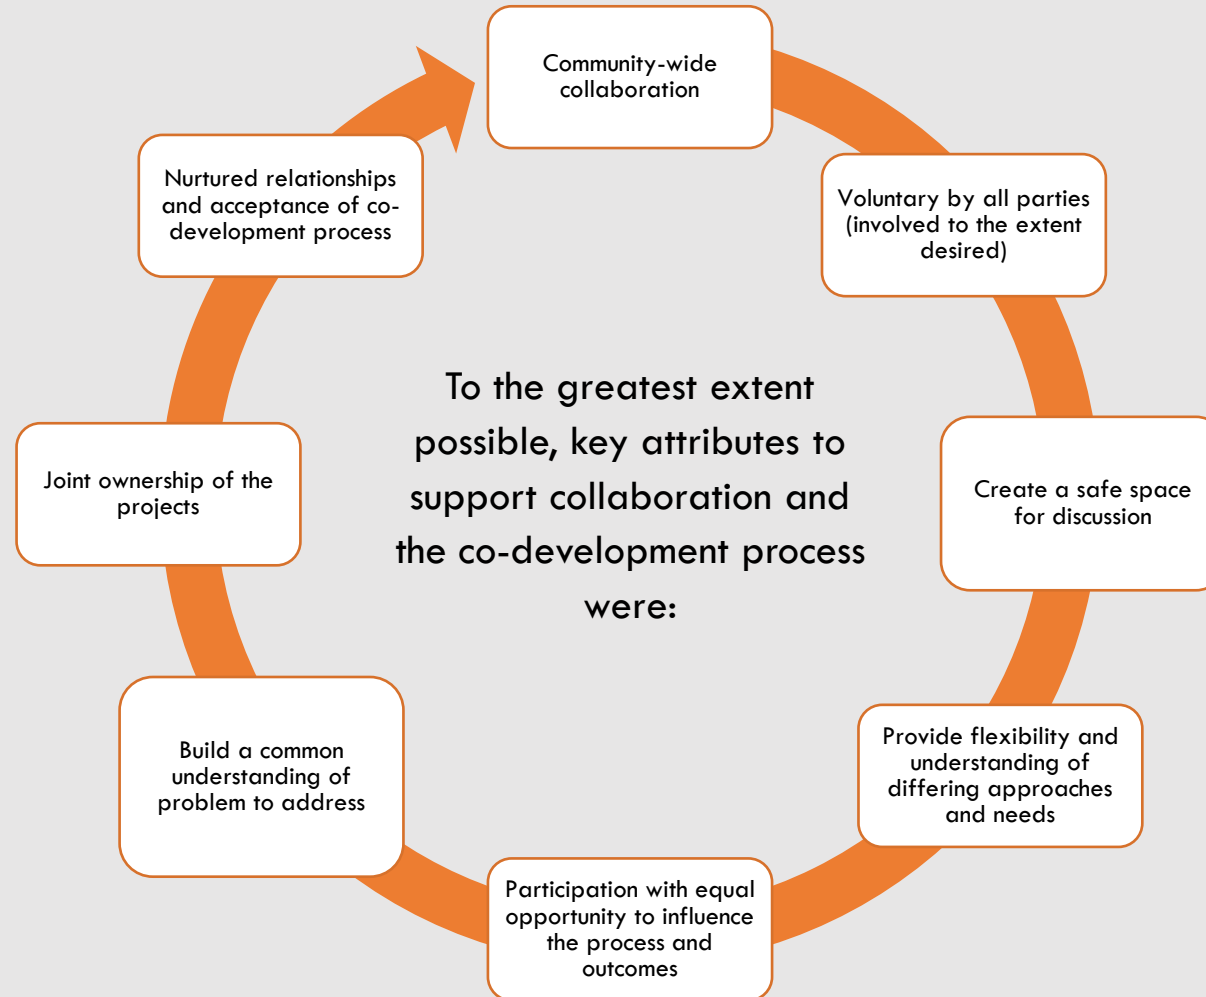 Community-wide
collaboration
Voluntary by all parties
(involved to the extent
desired)
Create a safe space
for discussion
Provide flexibility and
understanding of
differing approaches
and needs
Participation with equal
opportunity to influence
the process and
outcomes
Build a common
understanding of
problem to address
Joint ownership of the
projects
Nurtured relationships
and acceptance of co-
development process
To the greatest extent
possible, key attributes to
support collaboration and
the co-development process
were: